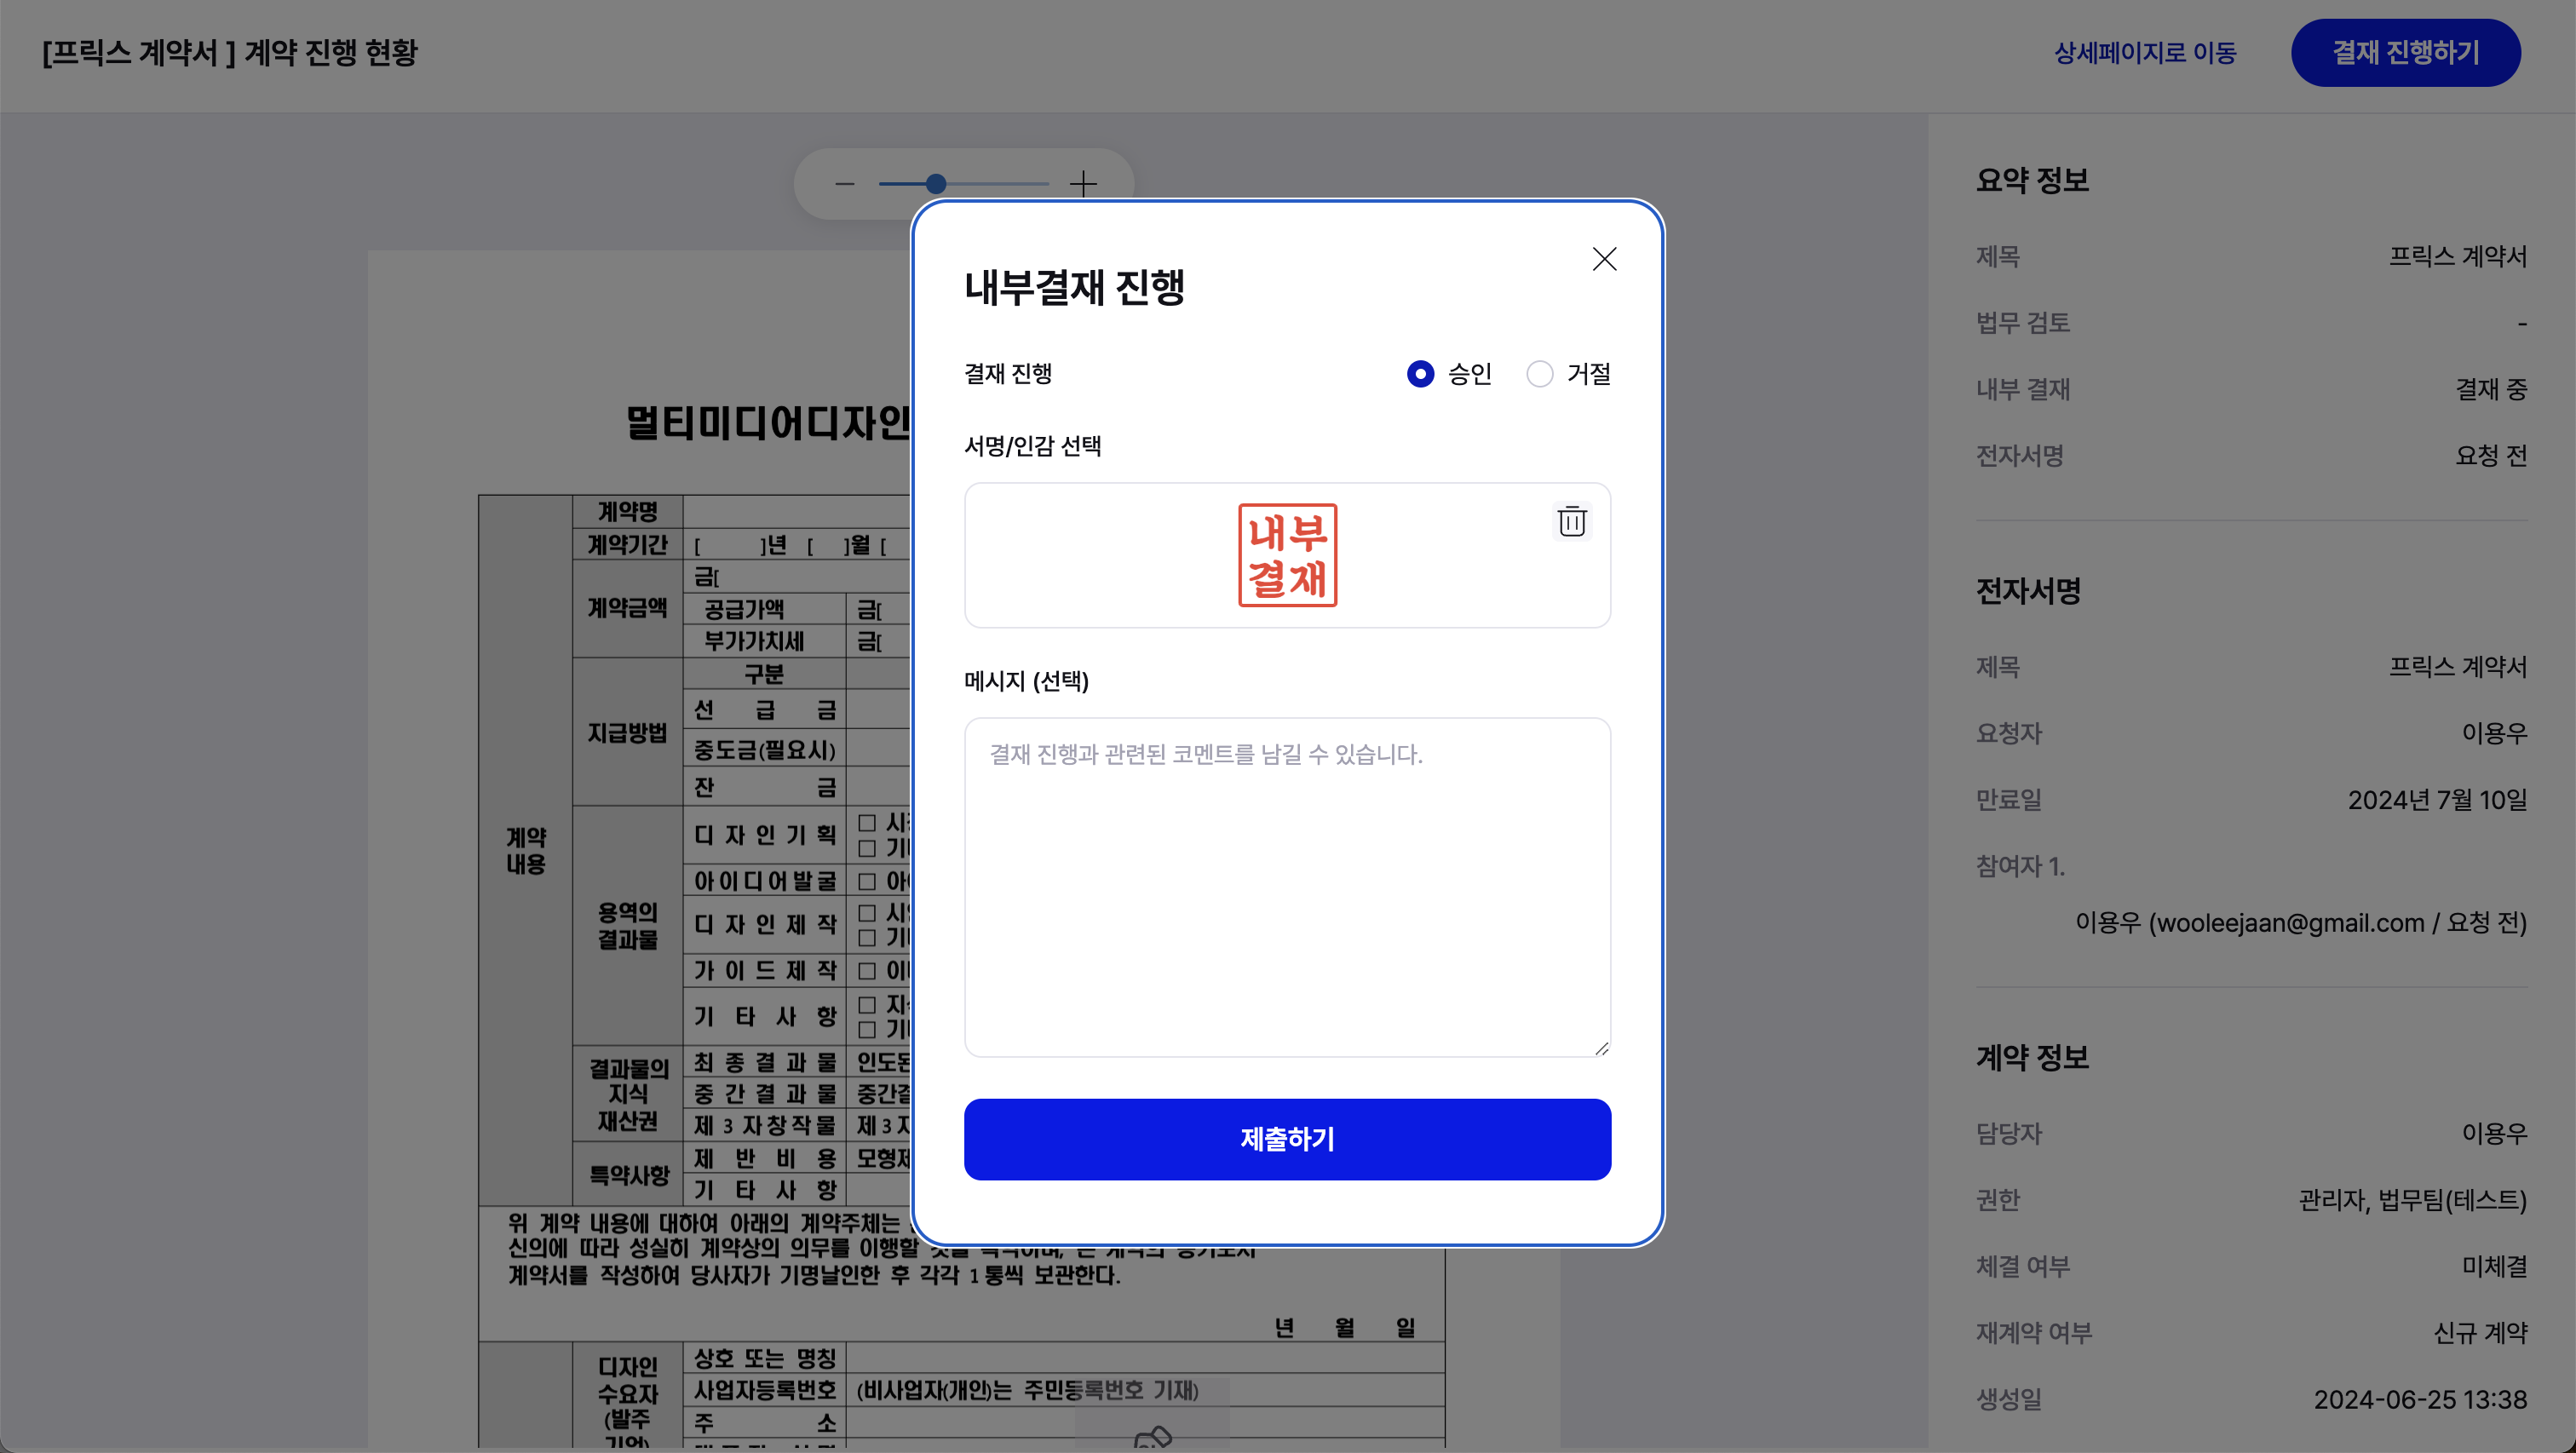 [프릭스 계약서 ] 계약 진행 현황
상세페이지로 이동
결재 진행하기
내부결재 진행
결재 진행
승인
거절
서명/인감 선택
내부
결재
메시지 (선택)
결재 진행과 관련된 코멘트를 남길 수 있습니다.
제출하기
멀티미디어디자인
계약
내용
계약명
계약기간
[ ]년 [ ]월 [
계약금액
금[
공급가액
금[
부가가치세
금[
지급방법
구분
선 급 금
중도금(필요시)
잔 금
용역의
결과물
디 자 인 기 획
□
□
아 이 디 어 발 굴
□
디 자 인 제 작
□
□
가 이 드 제 작
□
기 타 사 항
□
□
결과물의
지식
재산권
최 종 결 과 물
인도된
중 간 결 과 물
중간결
제 3 자 창 작 물
제 3 자
특약사항
제 반 비 용
모형제
기 타 사 항
위 계약 내용에 대하여 아래의 계약주체는
신의에 따라 성실히 계약상의 의무를 이행할
계약서를 작성하여 당사자가 기명날인한 후 각각 1통씩 보관한다.
년 월 일
디자인
수요자
(발주
기업)
상호 또는 명칭
사업자등록번호
(비사업자(개인)는 주민등록번호 기재)
주 소
요약 정보
제목
프릭스 계약서
법무 검토
-
내부 결재
결재 중
전자서명
요청 전
전자서명
제목
프릭스 계약서
요청자
이용우
만료일
2024년 7월 10일
참여자 1.
이용우 (wooleejaan@gmail.com / 요청 전)
계약 정보
담당자
이용우
권한
관리자, 법무팀(테스트)
체결 여부
미체결
재계약 여부
신규 계약
생성일
2024-06-25 13:38